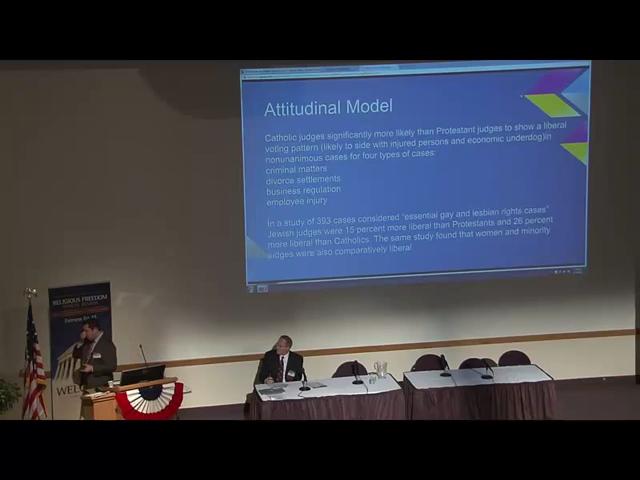 Attitudinal Model
Catholic judges significantly more likely than Protestant judges to show a liberal
voting pattern (likely to side with injured persons and economic underdog)in
nonunanimous cases for four types of cases:
criminal matters
divorce settlements
business regulation
employee injury
In a study of 393 cases considered "essential gay and lesbian rights cases"
Jewish judges were 15 percent more liberal than Protestants and 26 percent
more liberal than Catholics. The same study found that women and minority
judges were also comparatively liberal
RELIGIOUS FREEDOM
WELC